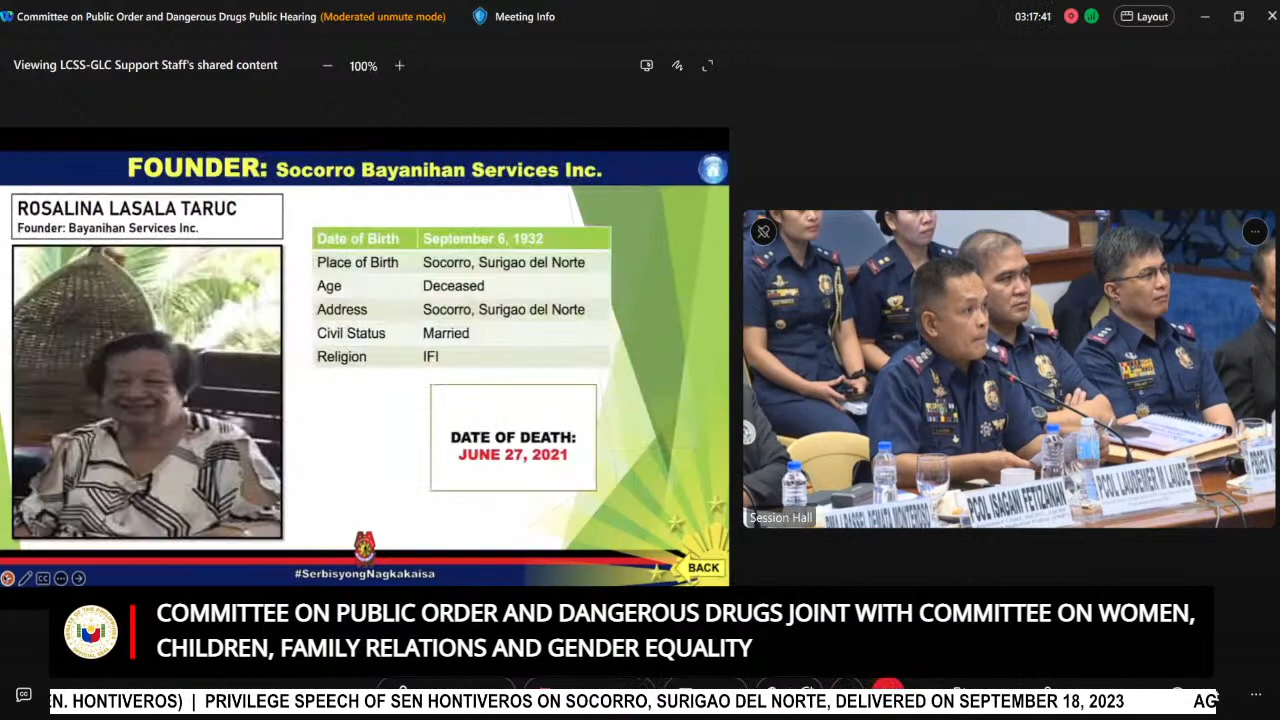 Committee on Public Order and Dangerous Drugs Public Hearing (Moderated unmute mode)
Meeting Info
03:17:41
Layout
Viewing LCSS-GLC Support Staff's shared content
100%
FOUNDER: Socorro Bayanihan Services Inc.
ROSALINA LASALA TARUC
Founder: Bayanihan Services Inc.
Date of Birth September 6, 1932
Place of Birth Socorro, Surigao del Norte
Age Deceased
Address Socorro, Surigao del Norte
Civil Status Married
Religion IFI
DATE OF DEATH:
JUNE 27, 2021
#SerbisyongNagkakaisa
BACK
PCOL ISAGANI FETIZANAN
PCOL LAUDEMER
Session Hall
COMMITTEE ON PUBLIC ORDER AND DANGEROUS DRUGS JOINT WITH COMMITTEE ON WOMEN,
CHILDREN, FAMILY RELATIONS AND GENDER EQUALITY
EN. HONTIVEROS) | PRIVILEGE SPEECH OF SEN HONTIVEROS ON SOCORRO, SURIGAO DEL NORTE, DELIVERED ON SEPTEMBER 18, 2023 AG